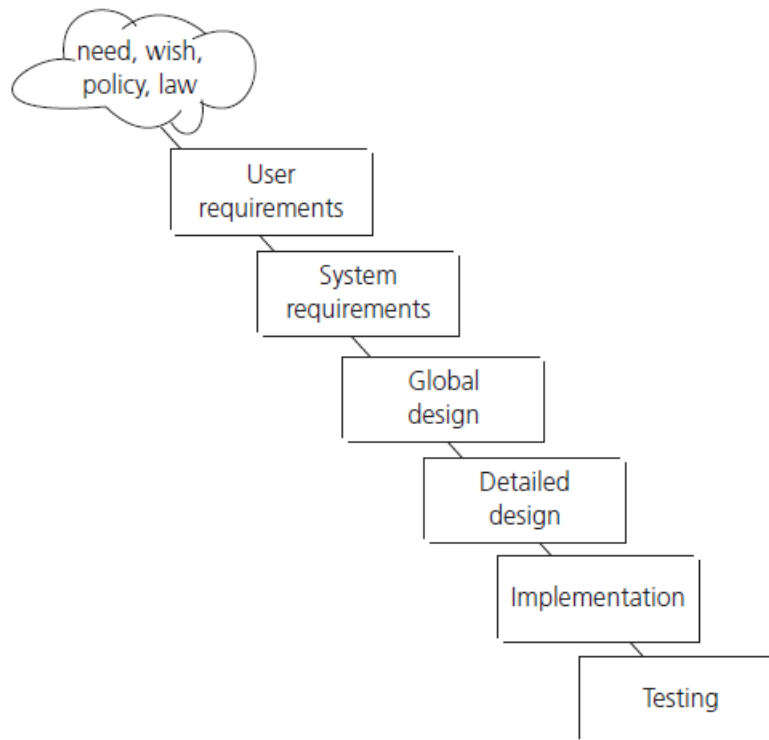 need, wish,
policy, law
User
requirements
System
requirements
Global
design
Detailed
design
Implementation
Testing